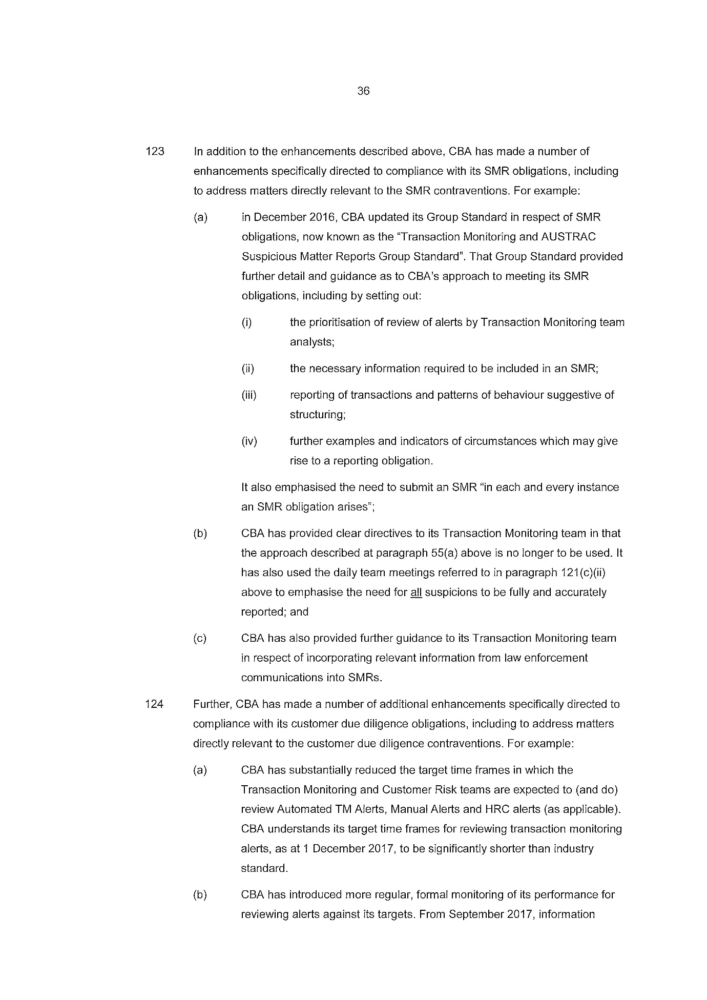 36
123 In addition to the enhancements described above, CBA has made a number of
enhancements specifically directed to compliance with its SMR obligations, including
to address matters directly relevant to the SMR contraventions. For example:
(a) in December 2016, CBA updated its Group Standard in respect of SMR
obligations, now known as the “Transaction Monitoring and AUSTRAC
Suspicious Matter Reports Group Standard”. That Group Standard provided
further detail and guidance as to CBA’s approach to meeting its SMR
obligations, including by setting out:
(i) the prioritisation of review of alerts by Transaction Monitoring team
analysts;
(ii) the necessary information required to be included in an SMR;
(iii) reporting of transactions and patterns of behaviour suggestive of
structuring;
(iv) further examples and indicators of circumstances which may give
rise to a reporting obligation.
It also emphasised the need to submit an SMR “in each and every instance
an SMR obligation arises”;
(b) CBA has provided clear directives to its Transaction Monitoring team in that
the approach described at paragraph 55(a) above is no longer to be used. It
has also used the daily team meetings referred to in paragraph 121(c)(ii)
above to emphasise the need for all suspicions to be fully and accurately
reported; and
(c) CBA has also provided further guidance to its Transaction Monitoring team
in respect of incorporating relevant information from law enforcement
communications into SMRs.
124 Further, CBA has made a number of additional enhancements specifically directed to
compliance with its customer due diligence obligations, including to address matters
directly relevant to the customer due diligence contraventions. For example:
(a) CBA has substantially reduced the target time frames in which the
Transaction Monitoring and Customer Risk teams are expected to (and do)
review Automated TM Alerts, Manual Alerts and HRC alerts (as applicable).
CBA understands its target time frames for reviewing transaction monitoring
alerts, as at 1 December 2017, to be significantly shorter than industry
standard.
(b) CBA has introduced more regular, formal monitoring of its performance for
reviewing alerts against its targets. From September 2017, information